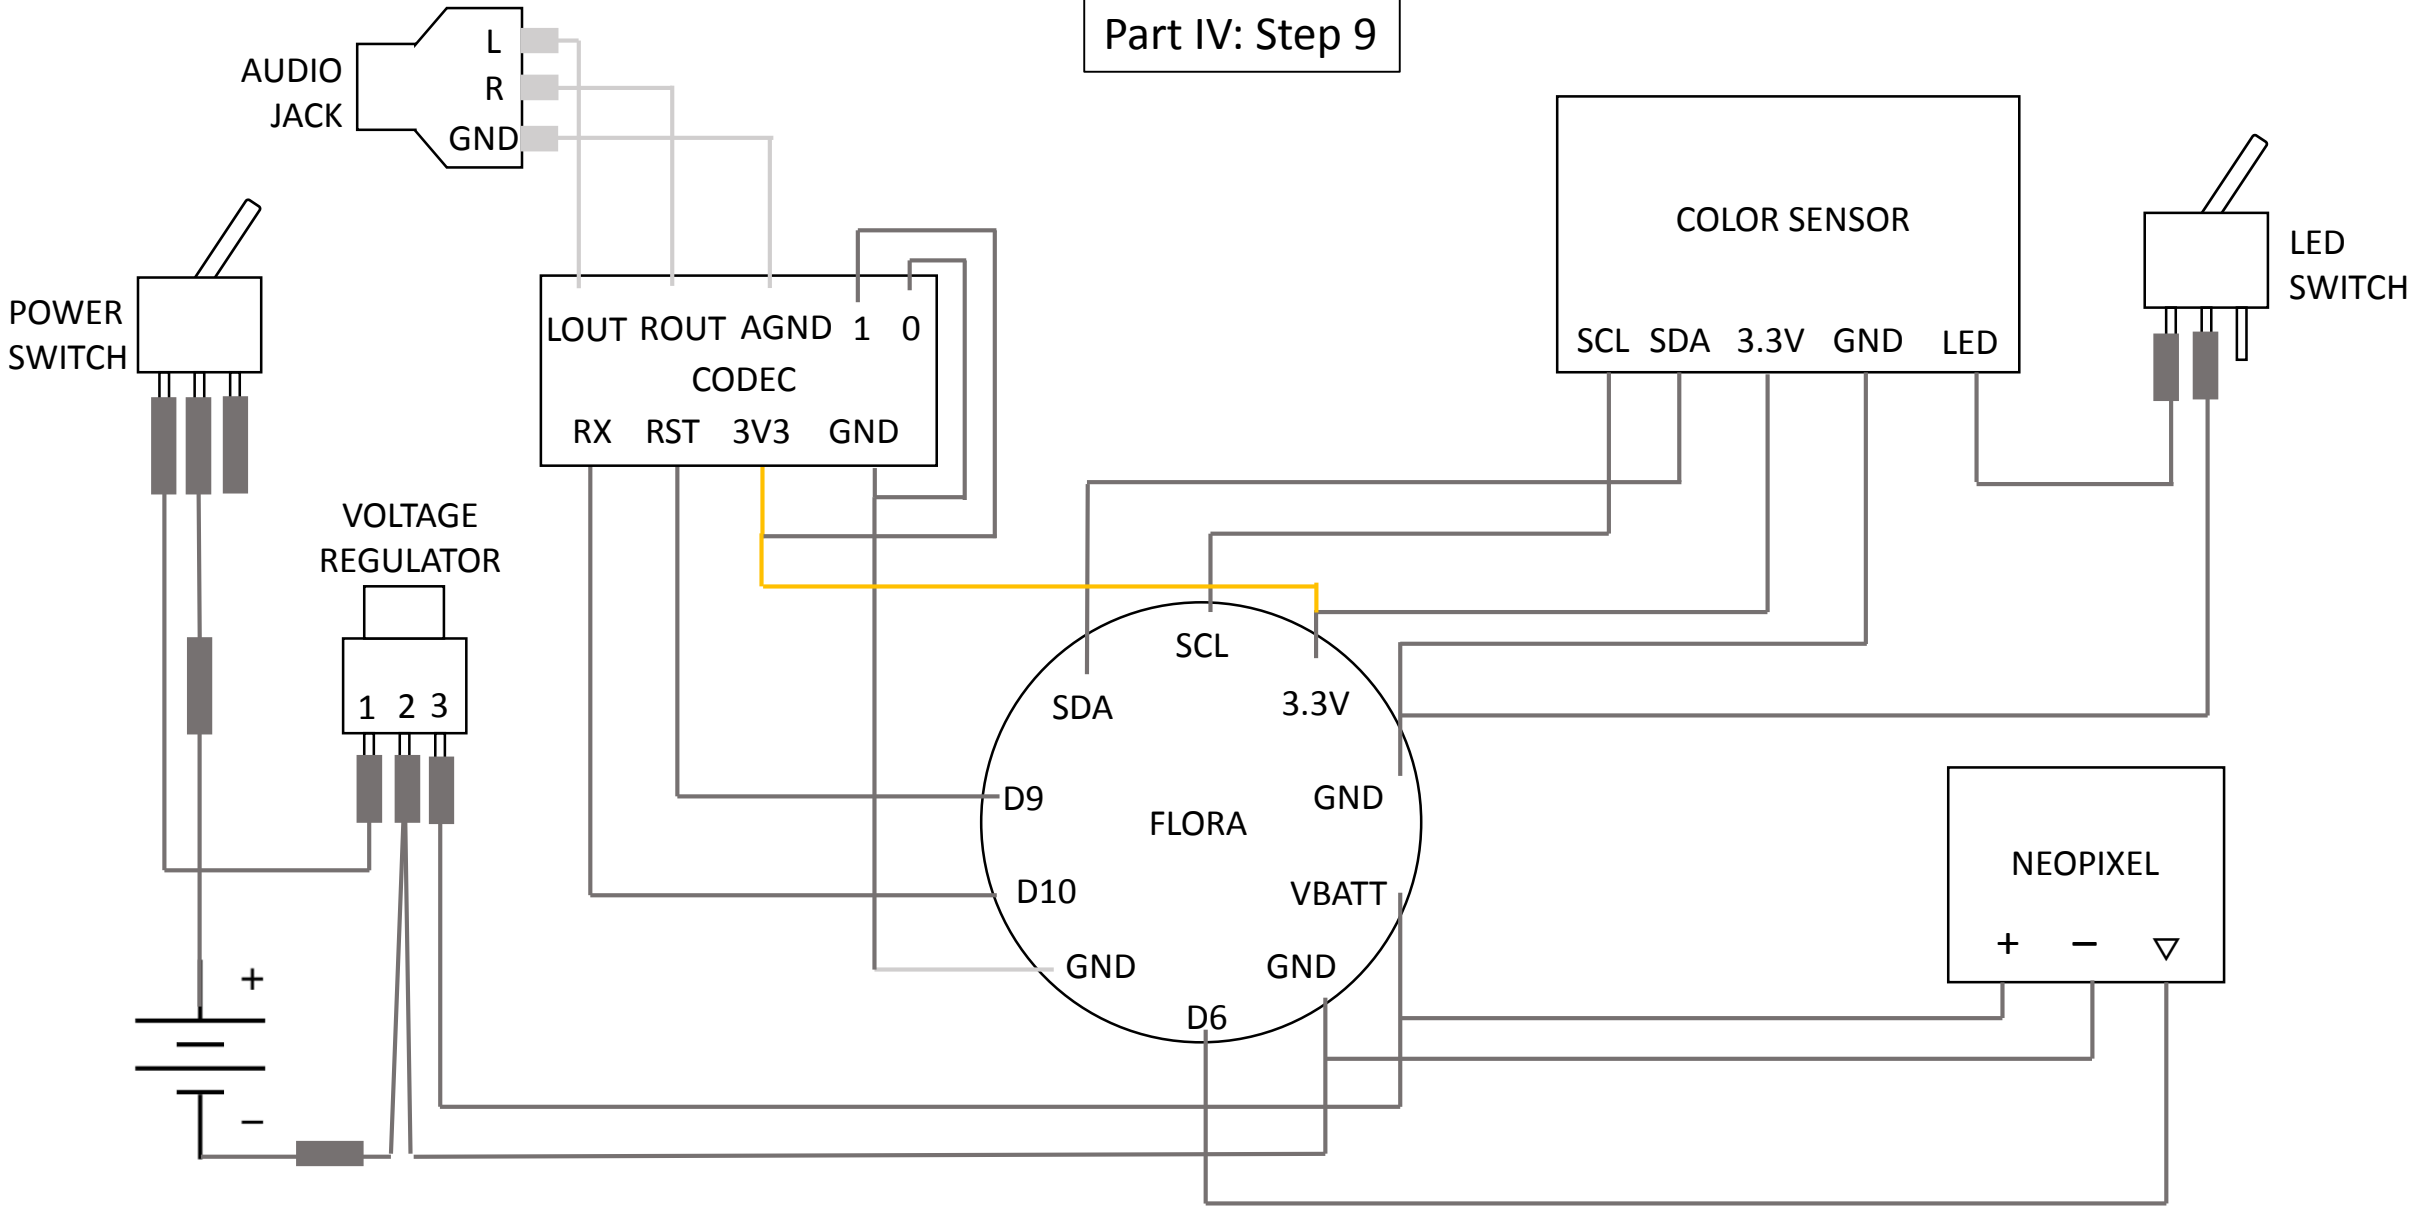 Part IV: Step 9
AUDIO
JACK
L
R
GND
POWER
SWITCH
LOUT ROUT AGND 1 0
CODEC
RX RST 3V3 GND
COLOR SENSOR
SCL SDA 3.3V GND LED
LED
SWITCH
VOLTAGE
REGULATOR
1 2 3
SCL
SDA
3.3V
D9
GND
FLORA
D10
VBATT
GND
GND
D6
NEOPIXEL
+ − ▽
+
−